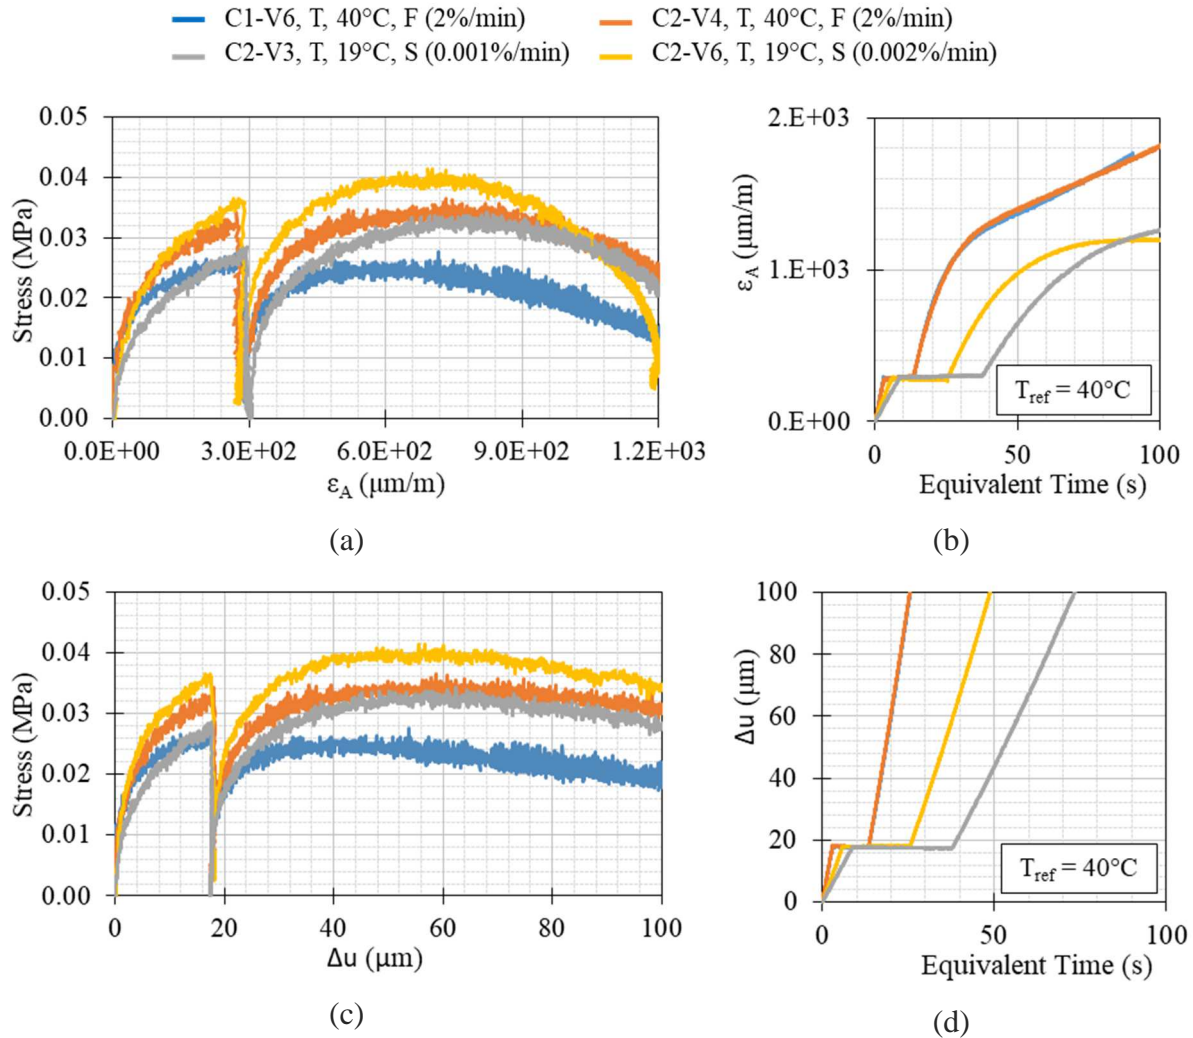 C1-V6, T, 40°C, F (2%/min)
C2-V4, T, 40°C, F (2%/min)
C2-V3, T, 19°C, S (0.001%/min)
C2-V6, T, 19°C, S (0.002%/min)
0.05
0.04
0.03
0.02
0.01
0.00
Stress (MPa)
0.0E+00 3.0E+02 6.0E+02 9.0E+02 1.2E+03
ε_A (μm/m)
(a)
2.E+03
1.E+03
0.E+00
ε_A (μm/m)
T_ref = 40°C
0 50 100
Equivalent Time (s)
(b)
0.05
0.04
0.03
0.02
0.01
0.00
Stress (MPa)
0 20 40 60 80 100
Δu (μm)
(c)
100
80
60
40
20
0
Δu (μm)
T_ref = 40°C
0 50 100
Equivalent Time (s)
(d)